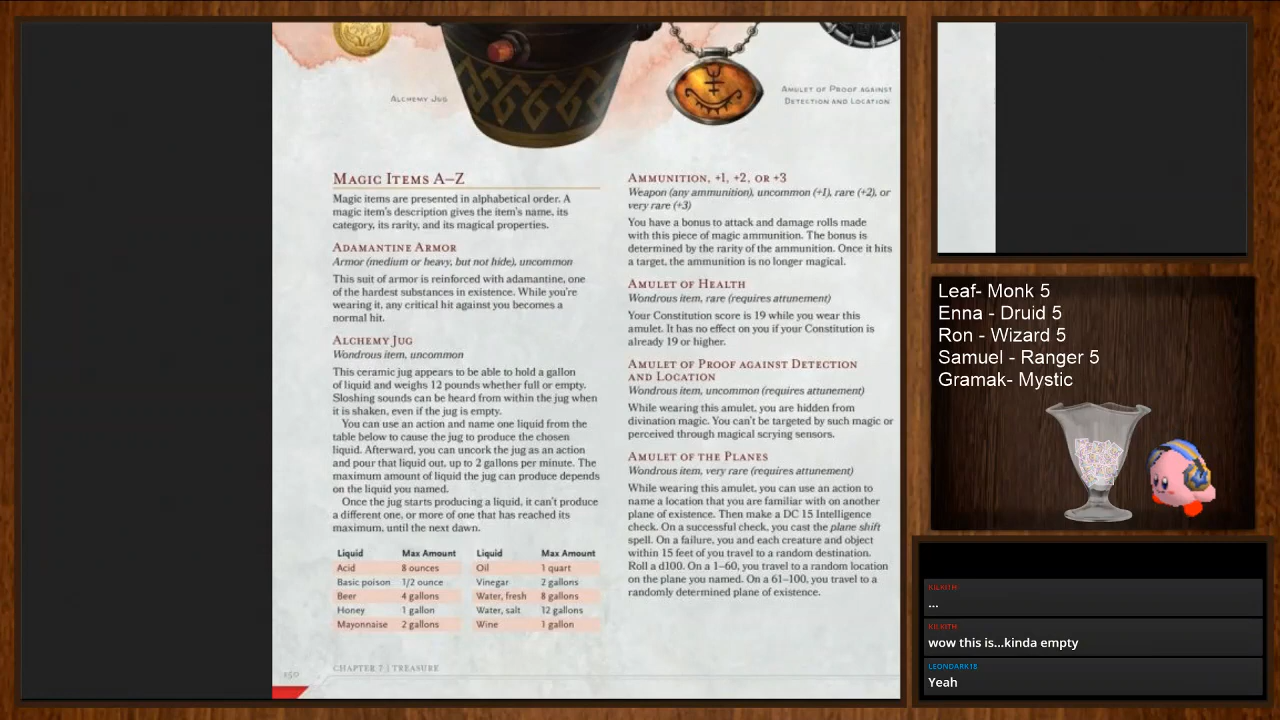 Alchemy Jug
Amulet of Proof against
Detection and Location
Magic Items A–Z
Magic items are presented in alphabetical order. A
magic item's description gives the item's name, its
category, its rarity, and its magical properties.
Adamantine Armor
Armor (medium or heavy, but not hide), uncommon
This suit of armor is reinforced with adamantine, one
of the hardest substances in existence. While you're
wearing it, any critical hit against you becomes a
normal hit.
Alchemy Jug
Wondrous item, uncommon
This ceramic jug appears to be able to hold a gallon
of liquid and weighs 12 pounds whether full or empty.
Sloshing sounds can be heard from within the jug when
it is shaken, even if the jug is empty.
You can use an action and name one liquid from the
table below to cause the jug to produce the chosen
liquid. Afterward, you can uncork the jug as an action
and pour that liquid out, up to 2 gallons per minute. The
maximum amount of liquid the jug can produce depends
on the liquid you named.
Once the jug starts producing a liquid, it can't produce
a different one, or more of one that has reached its
maximum, until the next dawn.
Liquid Max Amount Liquid Max Amount
Acid 8 ounces Oil 1 quart
Basic poison 1/2 ounce Vinegar 2 gallons
Beer 4 gallons Water, fresh 8 gallons
Honey 1 gallon Water, salt 12 gallons
Mayonnaise 2 gallons Wine 1 gallon
150
CHAPTER 7 | TREASURE
Ammunition, +1, +2, or +3
Weapon (any ammunition), uncommon (+1), rare (+2), or
very rare (+3)
You have a bonus to attack and damage rolls made
with this piece of magic ammunition. The bonus is
determined by the rarity of the ammunition. Once it hits
a target, the ammunition is no longer magical.
Amulet of Health
Wondrous item, rare (requires attunement)
Your Constitution score is 19 while you wear this
amulet. It has no effect on you if your Constitution is
already 19 or higher.
Amulet of Proof against Detection
and Location
Wondrous item, uncommon (requires attunement)
While wearing this amulet, you are hidden from
divination magic. You can't be targeted by such magic or
perceived through magical scrying sensors.
Amulet of the Planes
Wondrous item, very rare (requires attunement)
While wearing this amulet, you can use an action to
name a location that you are familiar with on another
plane of existence. Then make a DC 15 Intelligence
check. On a successful check, you cast the plane shift
spell. On a failure, you and each creature and object
within 15 feet of you travel to a random destination.
Roll a d100. On a 1–60, you travel to a random location
on the plane you named. On a 61–100, you travel to a
randomly determined plane of existence.
Leaf- Monk 5
Enna - Druid 5
Ron - Wizard 5
Samuel - Ranger 5
Gramak- Mystic
...
wow this is...kinda empty
LEONDARK18
Yeah